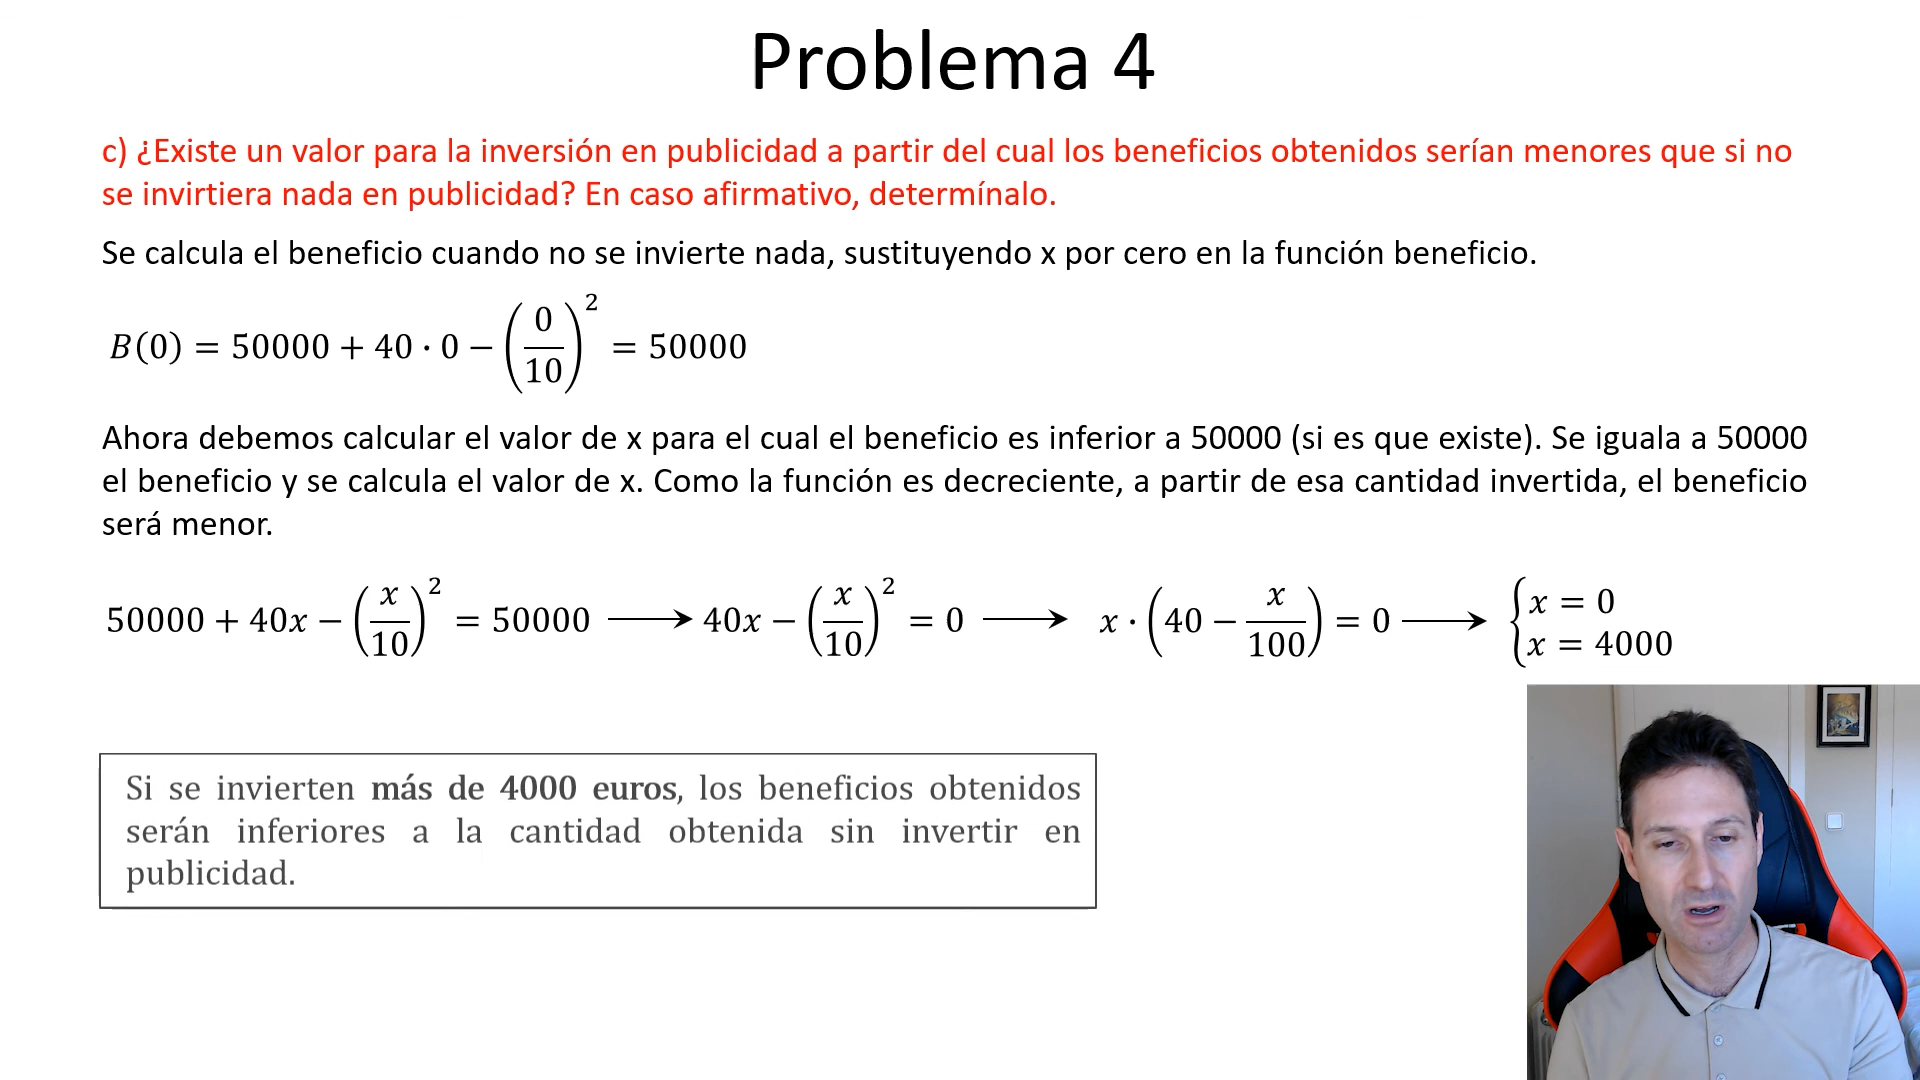 Problema 4
c) ¿Existe un valor para la inversión en publicidad a partir del cual los beneficios obtenidos serían menores que si no
se invirtiera nada en publicidad? En caso afirmativo, determínalo.
Se calcula el beneficio cuando no se invierte nada, sustituyendo x por cero en la función beneficio.
B(0) = 50000 + 40 · 0 − (0/10)² = 50000
Ahora debemos calcular el valor de x para el cual el beneficio es inferior a 50000 (si es que existe). Se iguala a 50000
el beneficio y se calcula el valor de x. Como la función es decreciente, a partir de esa cantidad invertida, el beneficio
será menor.
50000 + 40x − (x/10)² = 50000 ⟶ 40x − (x/10)² = 0 ⟶ x · (40 − x/100) = 0 ⟶ { x = 0
x = 4000
Si se invierten más de 4000 euros, los beneficios obtenidos
serán inferiores a la cantidad obtenida sin invertir en
publicidad.